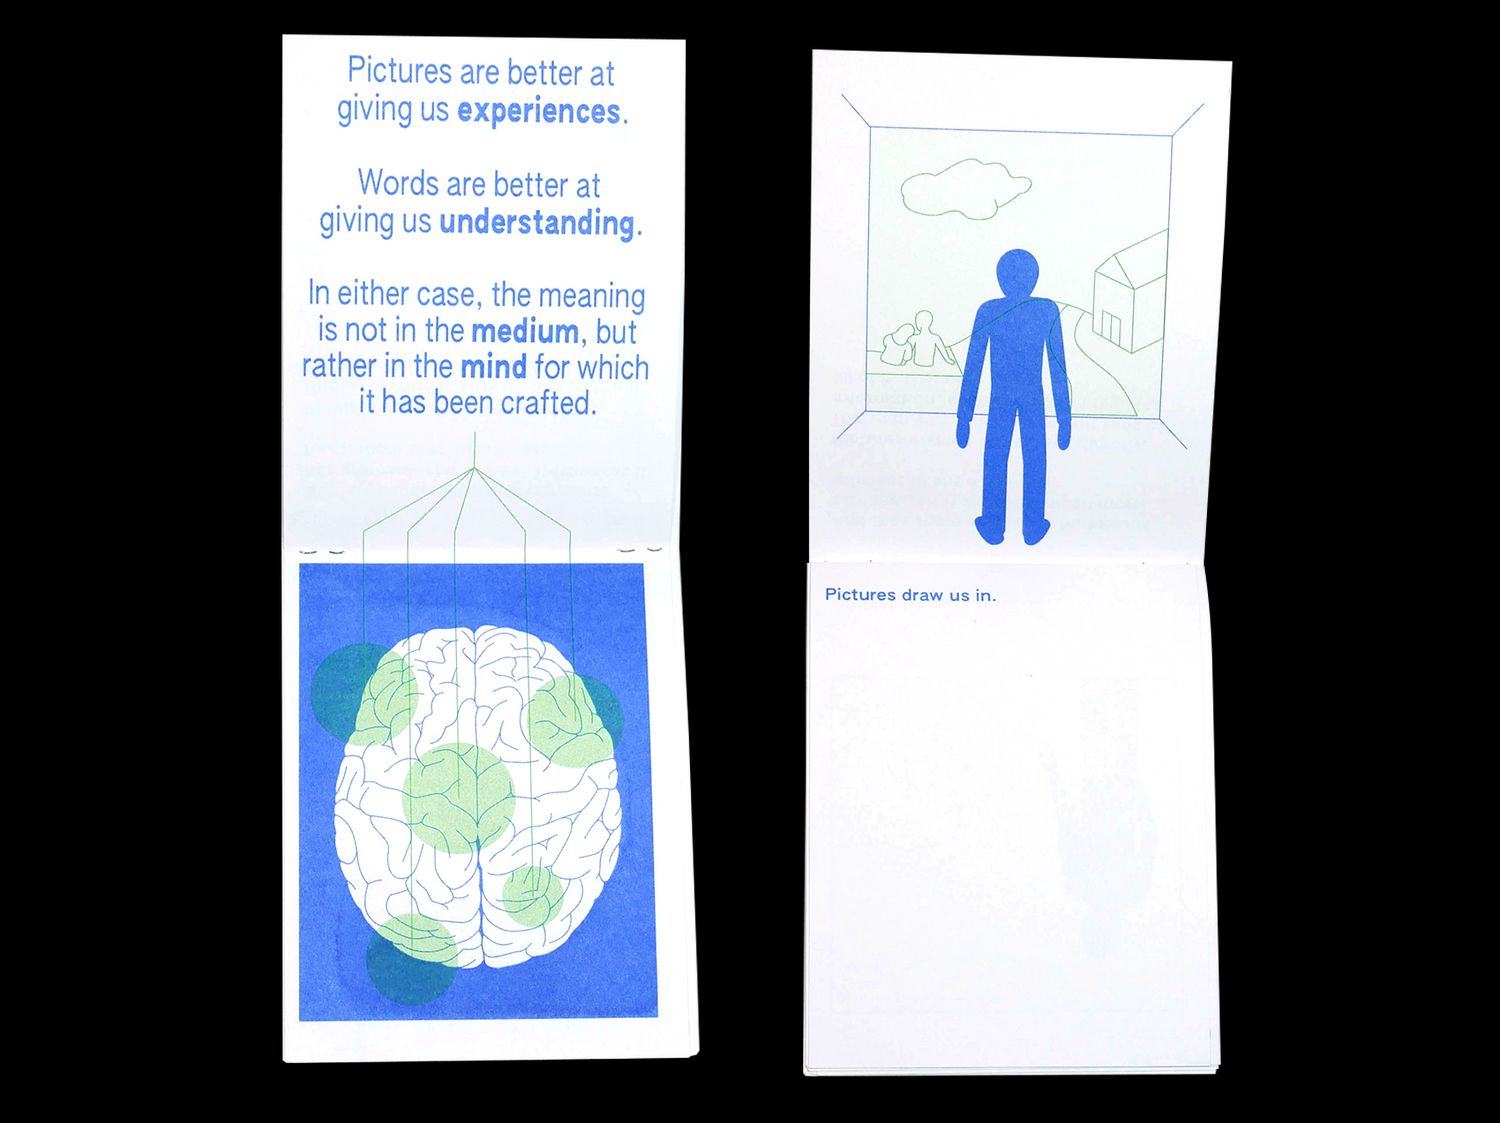 Pictures are better at
giving us experiences.
Words are better at
giving us understanding.
In either case, the meaning
is not in the medium, but
rather in the mind for which
it has been crafted.
Pictures draw us in.